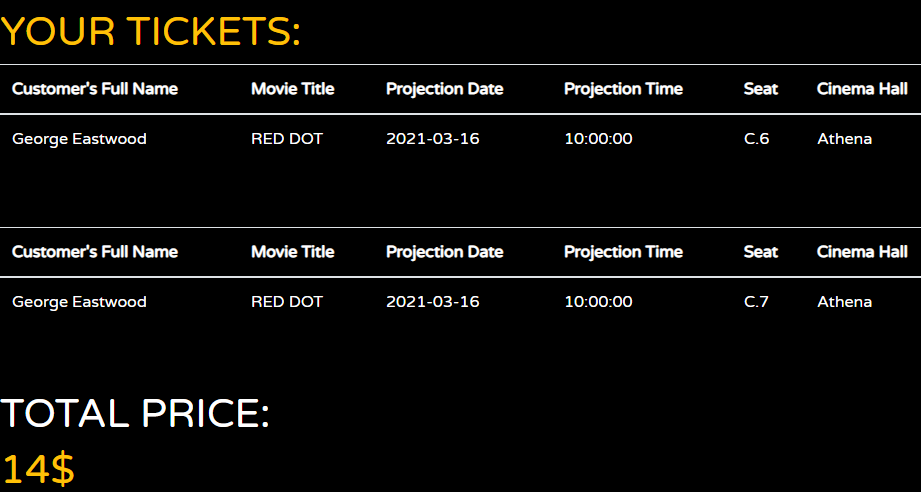 YOUR TICKETS:
Customer's Full Name Movie Title Projection Date Projection Time Seat Cinema Hall
George Eastwood RED DOT 2021-03-16 10:00:00 C.6 Athena
Customer's Full Name Movie Title Projection Date Projection Time Seat Cinema Hall
George Eastwood RED DOT 2021-03-16 10:00:00 C.7 Athena
TOTAL PRICE:
14$